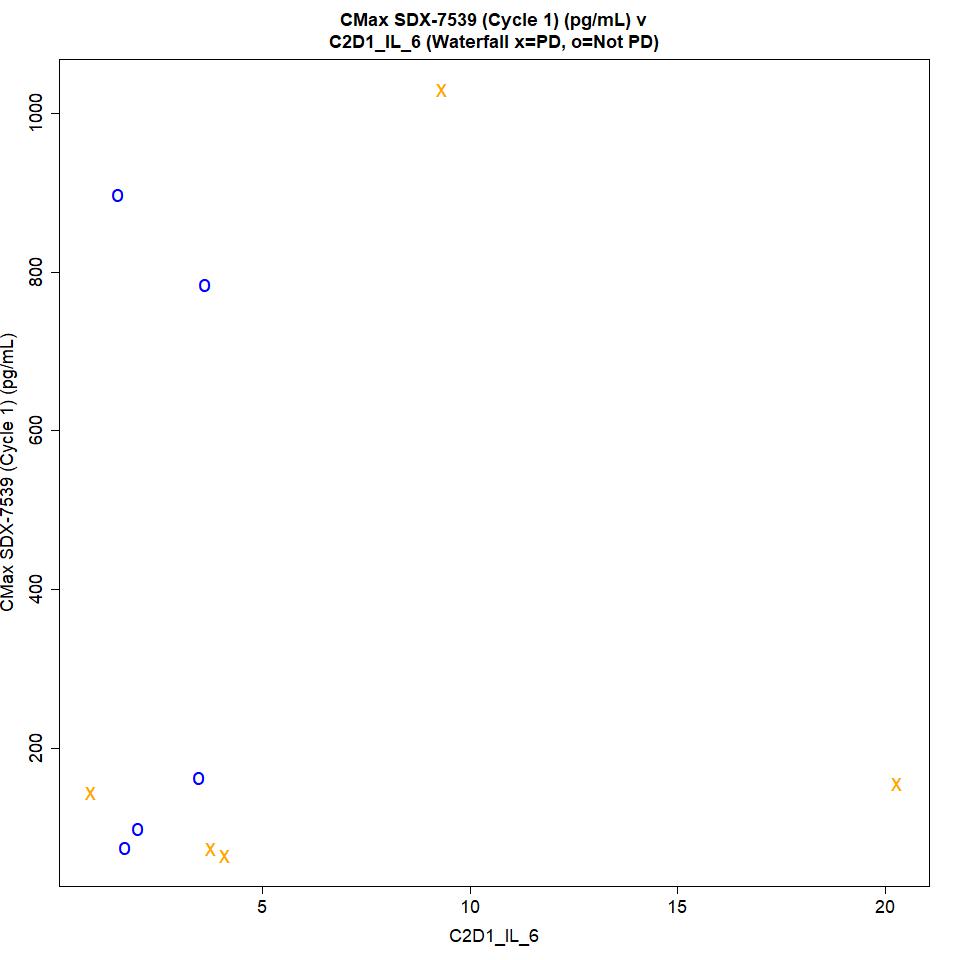 CMax SDX-7539 (Cycle 1) (pg/mL) v
C2D1_IL_6 (Waterfall x=PD, o=Not PD)
CMax SDX-7539 (Cycle 1) (pg/mL)
1000
800
600
400
200
X
O
O
O
X
X
O
O
X
X
5
10
15
20
C2D1_IL_6